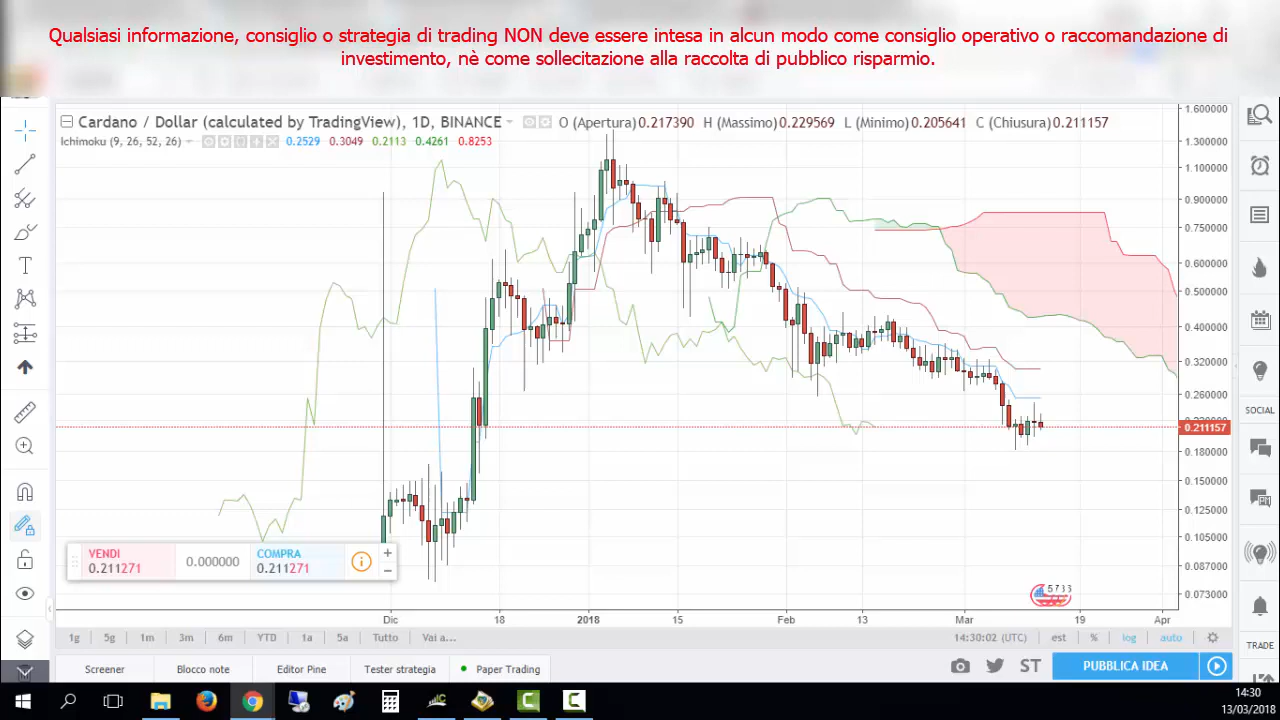 Qualsiasi informazione, consiglio o strategia di trading NON deve essere intesa in alcun modo come consiglio operativo o raccomandazione di
investimento, nè come sollecitazione alla raccolta di pubblico risparmio.
Cardano / Dollar (calculated by TradingView), 1D, BINANCE O (Apertura)0.217390 H (Massimo)0.229569 L (Minimo)0.205641 C (Chiusura)0.211157
Ichimoku (9, 26, 52, 26) 0.2529 0.3049 0.2113 0.4261 0.8253
1.600000
1.300000
1.100000
0.900000
0.750000
0.600000
0.500000
0.400000
0.320000
0.260000
0.211157
0.180000
0.150000
0.125000
0.105000
0.087000
0.073000
SOCIAL
TRADE
VENDI
0.211271
0.000000
COMPRA
0.211271
Dic 18 2018 15 Feb 13 Mar 19 Apr
1g 5g 1m 3m 6m YTD 1a 5a Tutto Vai a... 14:30:02 (UTC) est % log auto
Screener Blocco note Editor Pine Tester strategia Paper Trading ST PUBBLICA IDEA
14:30
13/03/2018